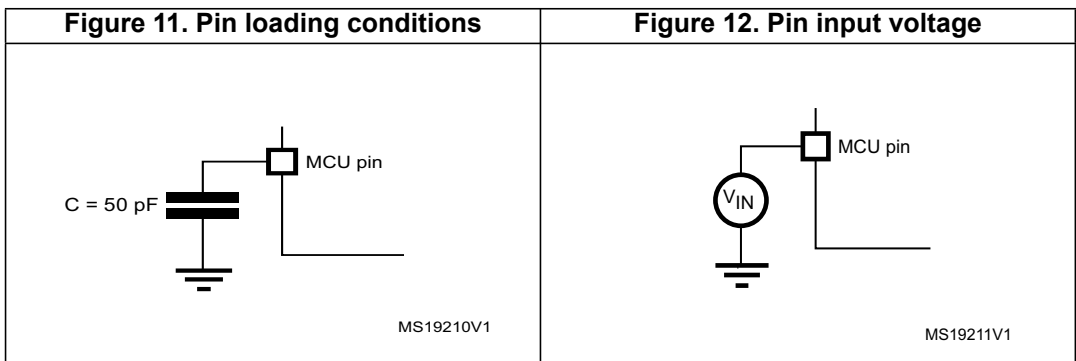 Figure 11. Pin loading conditions
Figure 12. Pin input voltage
MCU pin
C = 50 pF
MS19210V1
MCU pin
VIN
MS19211V1